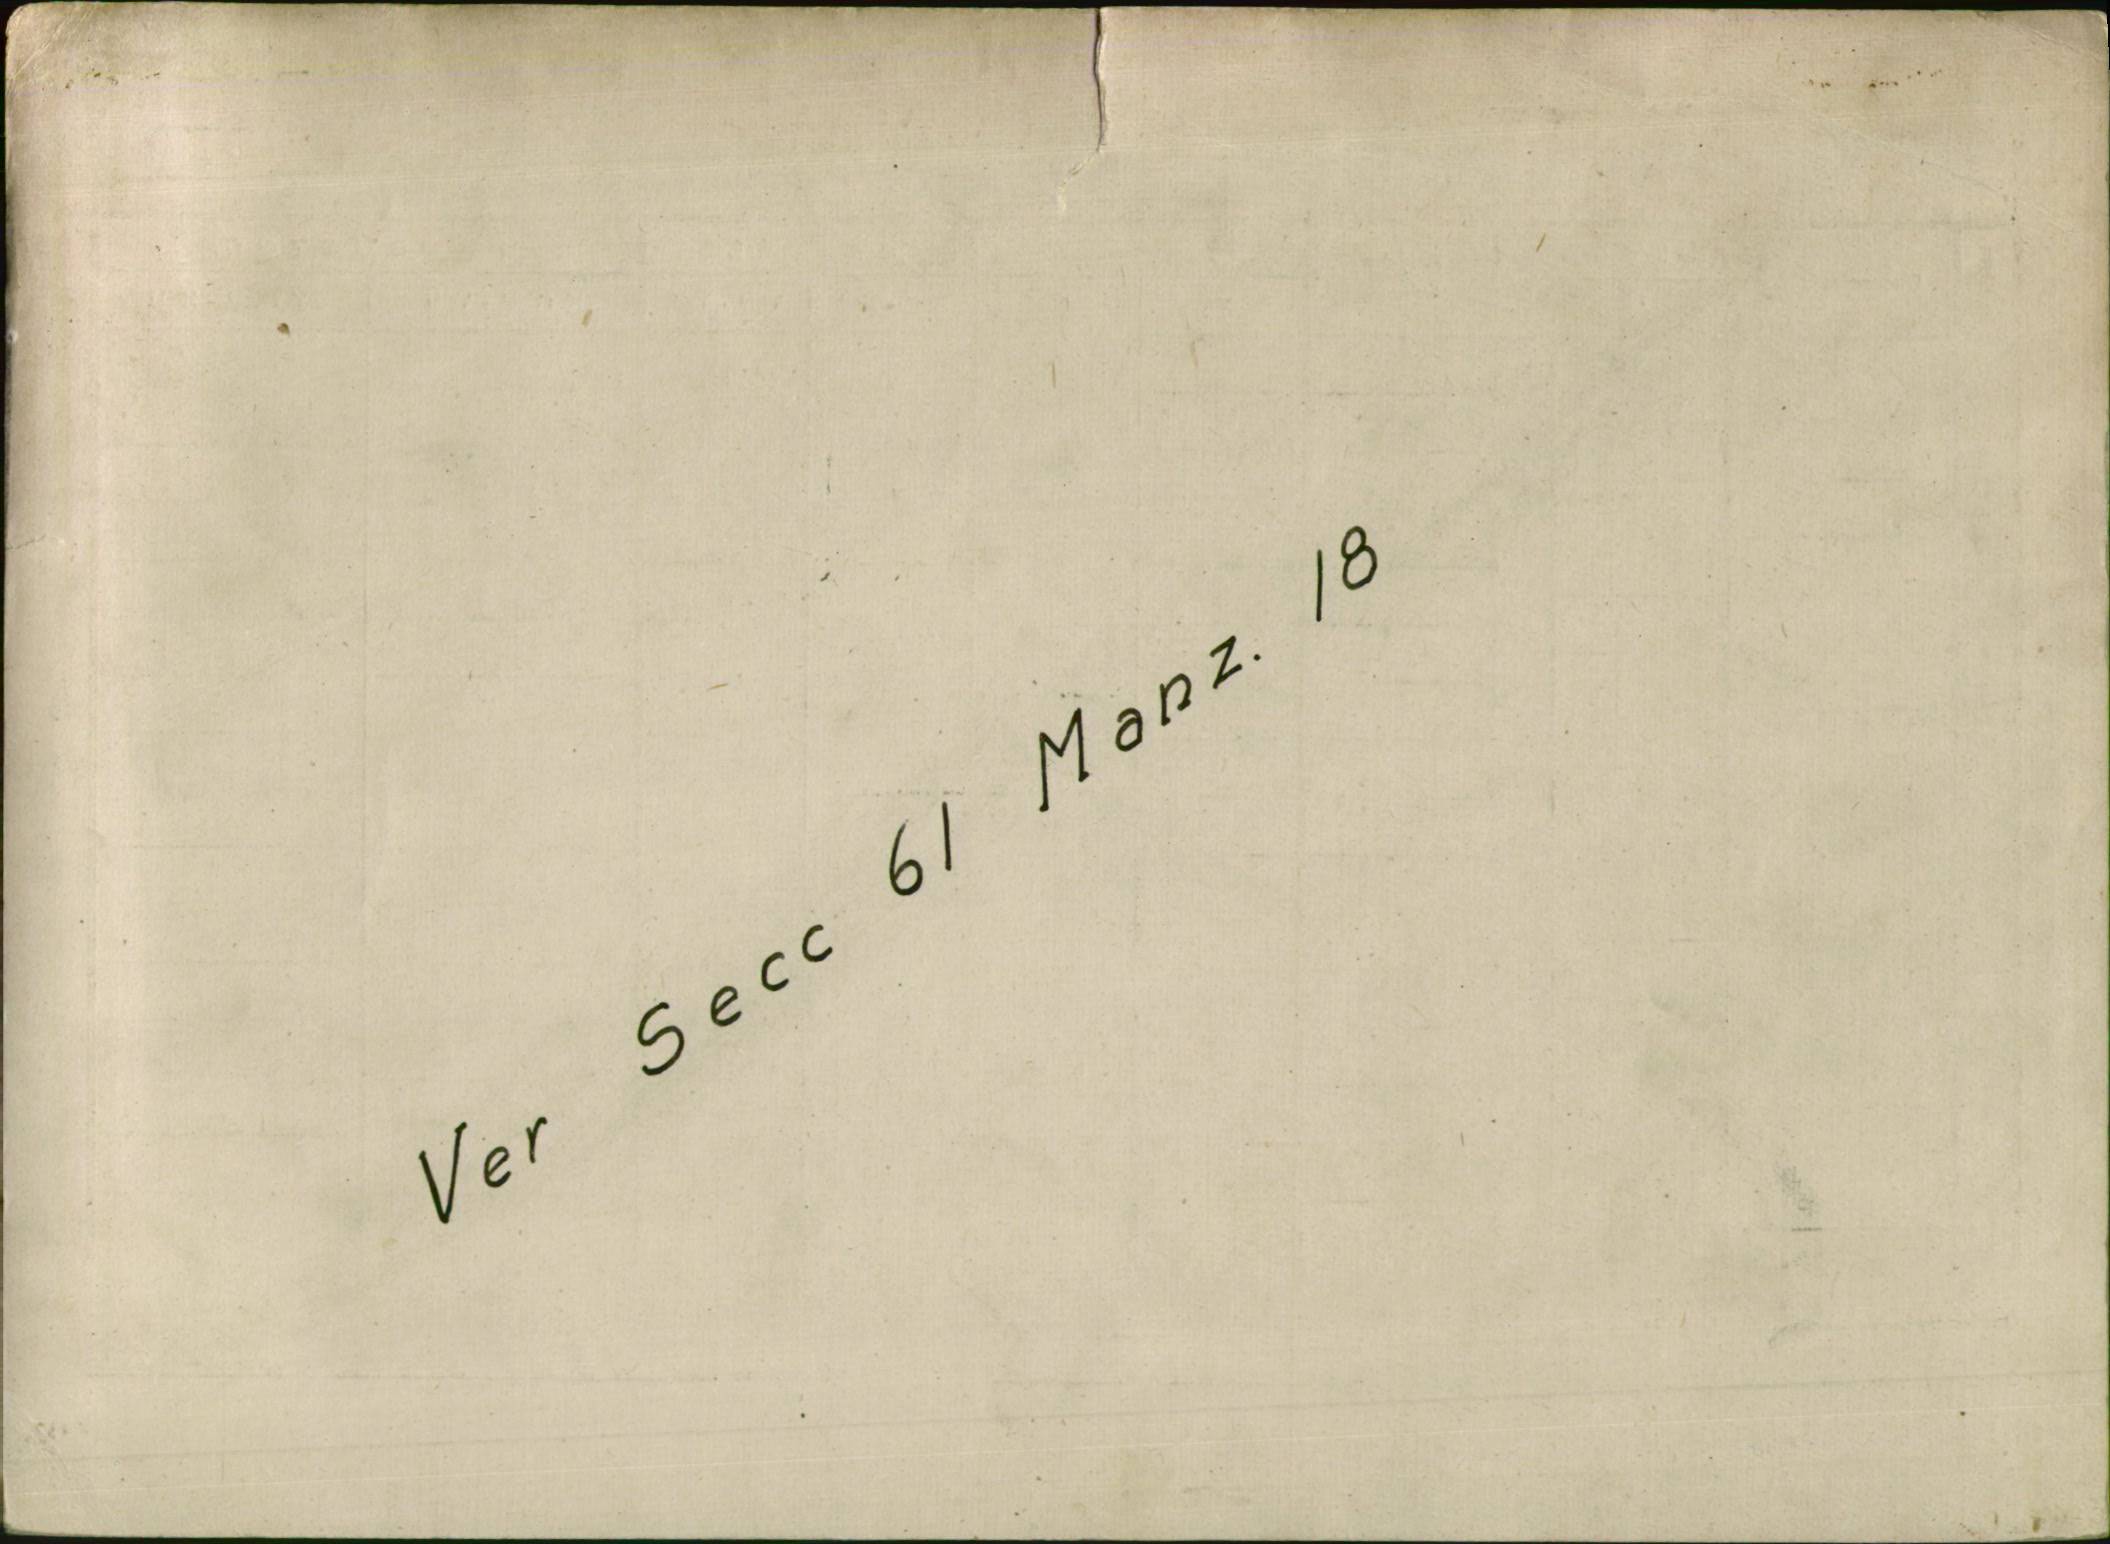 Ver Secc 61 Manz. 18